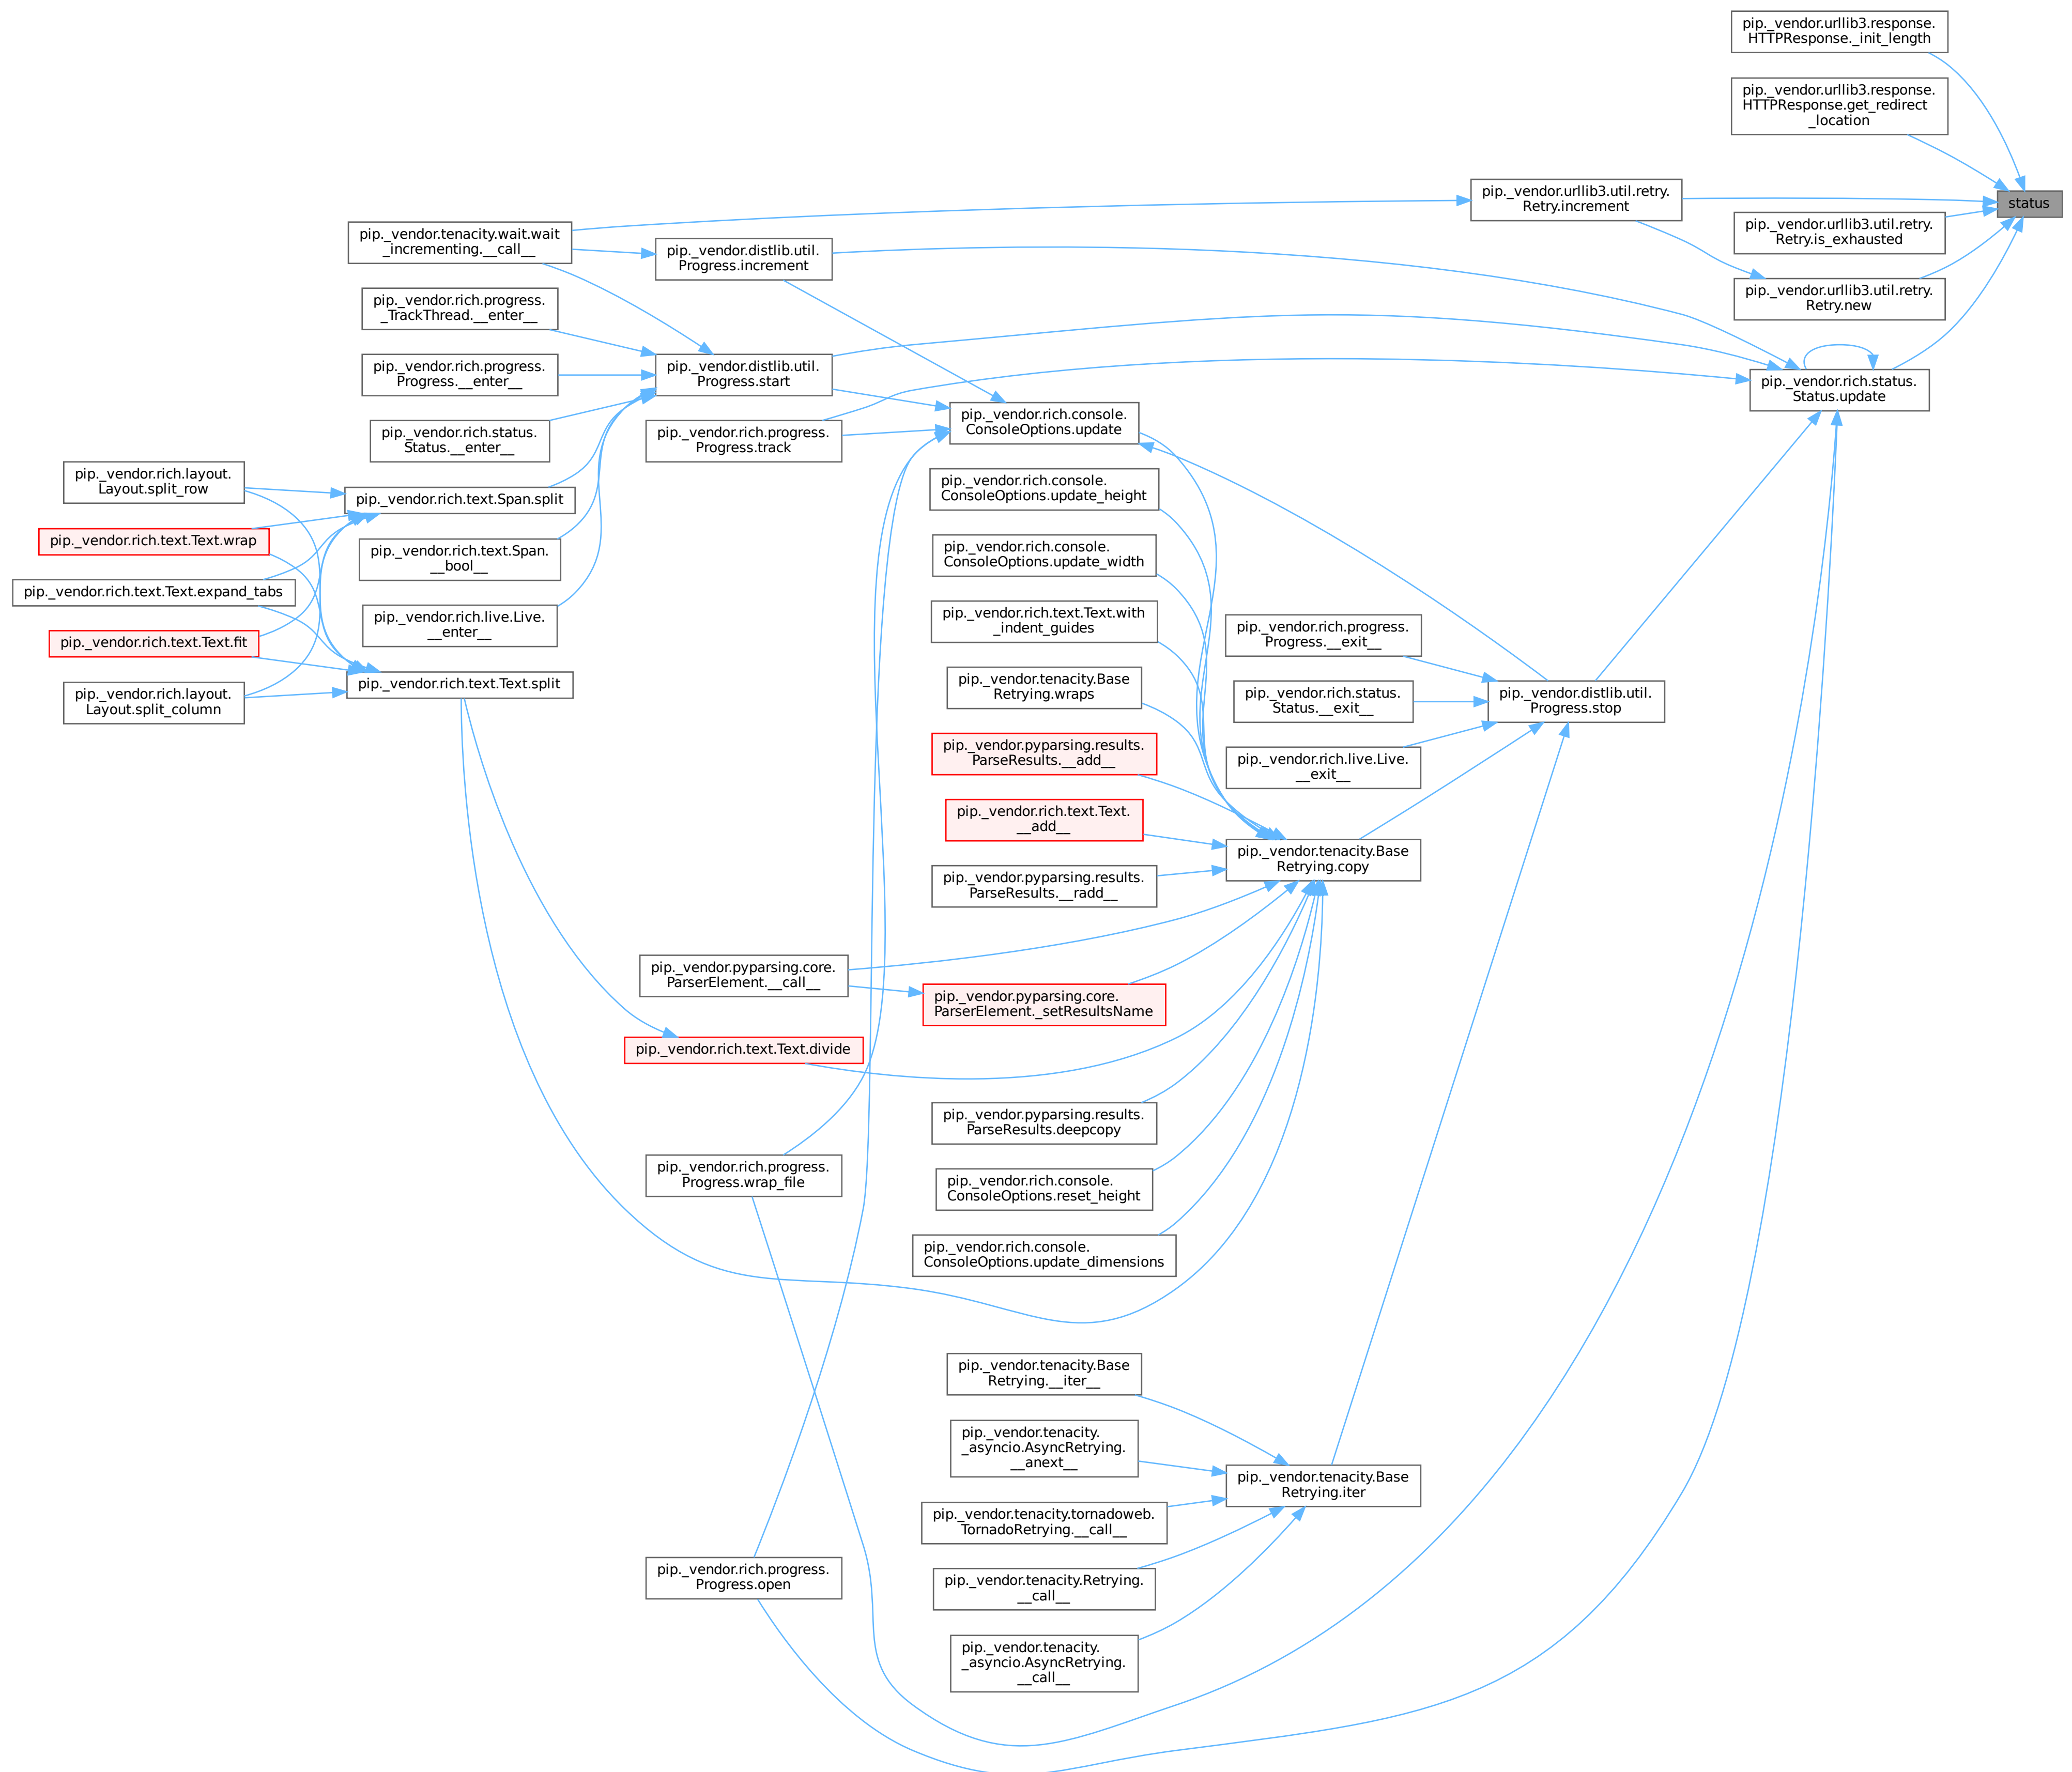 pip._vendor.urllib3.response.
HTTPResponse._init_length
pip._vendor.urllib3.response.
HTTPResponse.get_redirect
_location
status
pip._vendor.urllib3.util.retry.
Retry.increment
pip._vendor.urllib3.util.retry.
Retry.is_exhausted
pip._vendor.urllib3.util.retry.
Retry.new
pip._vendor.rich.status.
Status.update
pip._vendor.tenacity.wait.wait
_incrementing.__call__
pip._vendor.distlib.util.
Progress.increment
pip._vendor.rich.progress.
_TrackThread.__enter__
pip._vendor.rich.progress.
Progress.__enter__
pip._vendor.distlib.util.
Progress.start
pip._vendor.rich.status.
Status.__enter__
pip._vendor.rich.progress.
Progress.track
pip._vendor.rich.console.
ConsoleOptions.update
pip._vendor.rich.layout.
Layout.split_row
pip._vendor.rich.text.Span.split
pip._vendor.rich.text.Text.wrap
pip._vendor.rich.text.Span.
__bool__
pip._vendor.rich.text.Text.expand_tabs
pip._vendor.rich.live.Live.
__enter__
pip._vendor.rich.text.Text.fit
pip._vendor.rich.layout.
Layout.split_column
pip._vendor.rich.text.Text.split
pip._vendor.rich.console.
ConsoleOptions.update_height
pip._vendor.rich.console.
ConsoleOptions.update_width
pip._vendor.rich.text.Text.with
_indent_guides
pip._vendor.tenacity.Base
Retrying.wraps
pip._vendor.pyparsing.results.
ParseResults.__add__
pip._vendor.rich.text.Text.
__add__
pip._vendor.pyparsing.results.
ParseResults.__radd__
pip._vendor.rich.progress.
Progress.__exit__
pip._vendor.rich.status.
Status.__exit__
pip._vendor.rich.live.Live.
__exit__
pip._vendor.distlib.util.
Progress.stop
pip._vendor.tenacity.Base
Retrying.copy
pip._vendor.pyparsing.core.
ParserElement.__call__
pip._vendor.pyparsing.core.
ParserElement._setResultsName
pip._vendor.rich.text.Text.divide
pip._vendor.pyparsing.results.
ParseResults.deepcopy
pip._vendor.rich.progress.
Progress.wrap_file
pip._vendor.rich.console.
ConsoleOptions.reset_height
pip._vendor.rich.console.
ConsoleOptions.update_dimensions
pip._vendor.tenacity.Base
Retrying.__iter__
pip._vendor.tenacity.
_asyncio.AsyncRetrying.
__anext__
pip._vendor.tenacity.Base
Retrying.iter
pip._vendor.tenacity.tornadoweb.
TornadoRetrying.__call__
pip._vendor.rich.progress.
Progress.open
pip._vendor.tenacity.Retrying.
__call__
pip._vendor.tenacity.
_asyncio.AsyncRetrying.
__call__